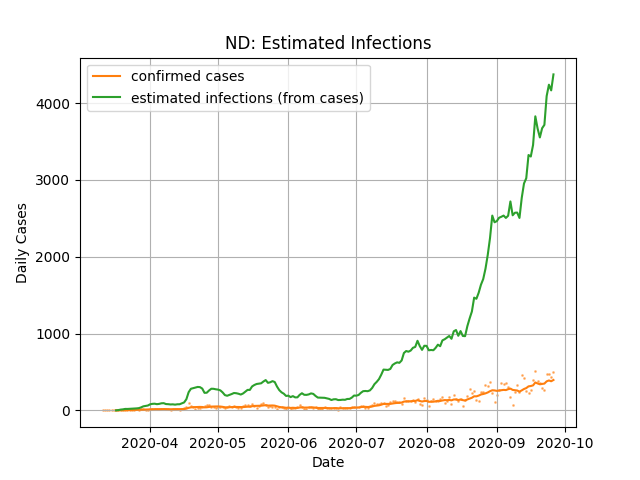 ND: Estimated Infections
confirmed cases
estimated infections (from cases)
4000
3000
2000
1000
0
Daily Cases
2020-04 2020-05 2020-06 2020-07 2020-08 2020-09 2020-10
Date